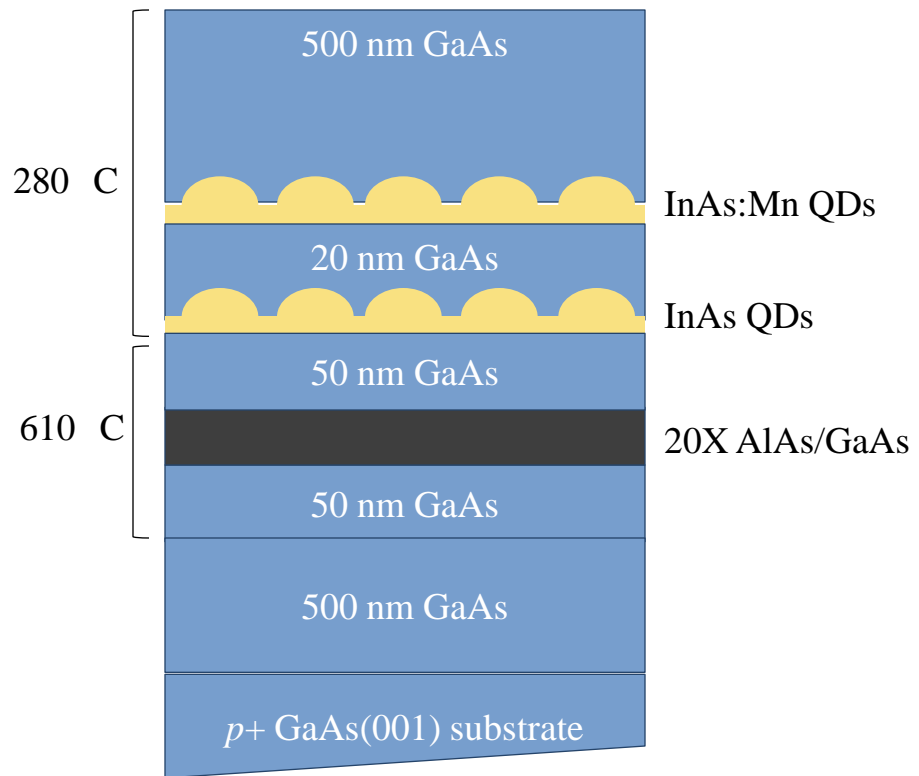 500 nm GaAs
280 C
InAs:Mn QDs
20 nm GaAs
InAs QDs
50 nm GaAs
610 C
20X AlAs/GaAs
50 nm GaAs
500 nm GaAs
p+ GaAs(001) substrate